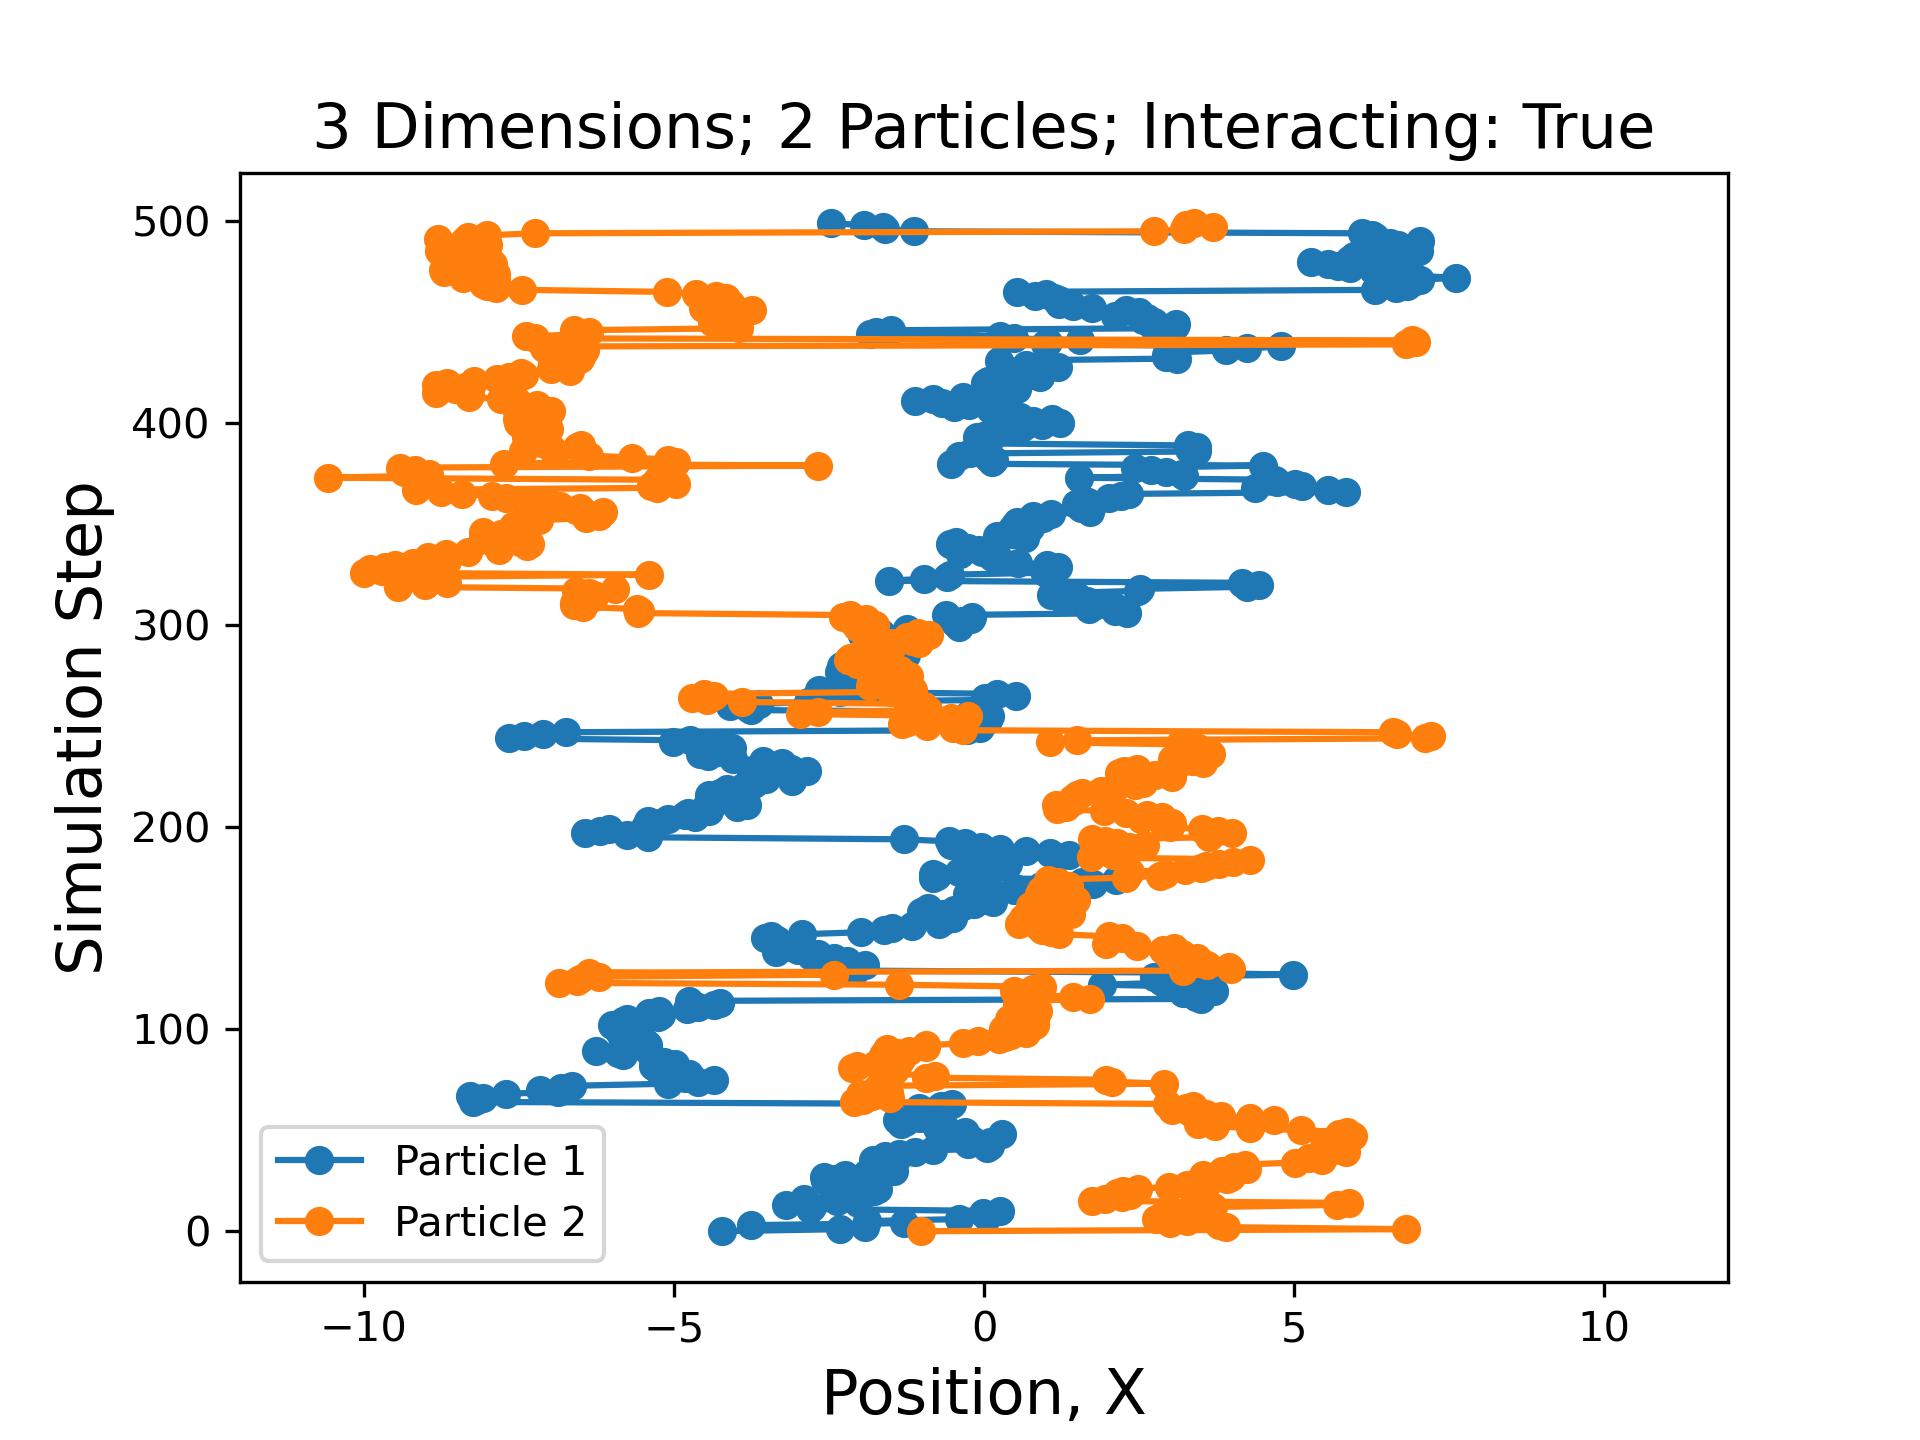 3 Dimensions; 2 Particles; Interacting: True
Simulation Step
500
400
300
200
100
0
Particle 1
Particle 2
−10
−5
0
5
10
Position, X